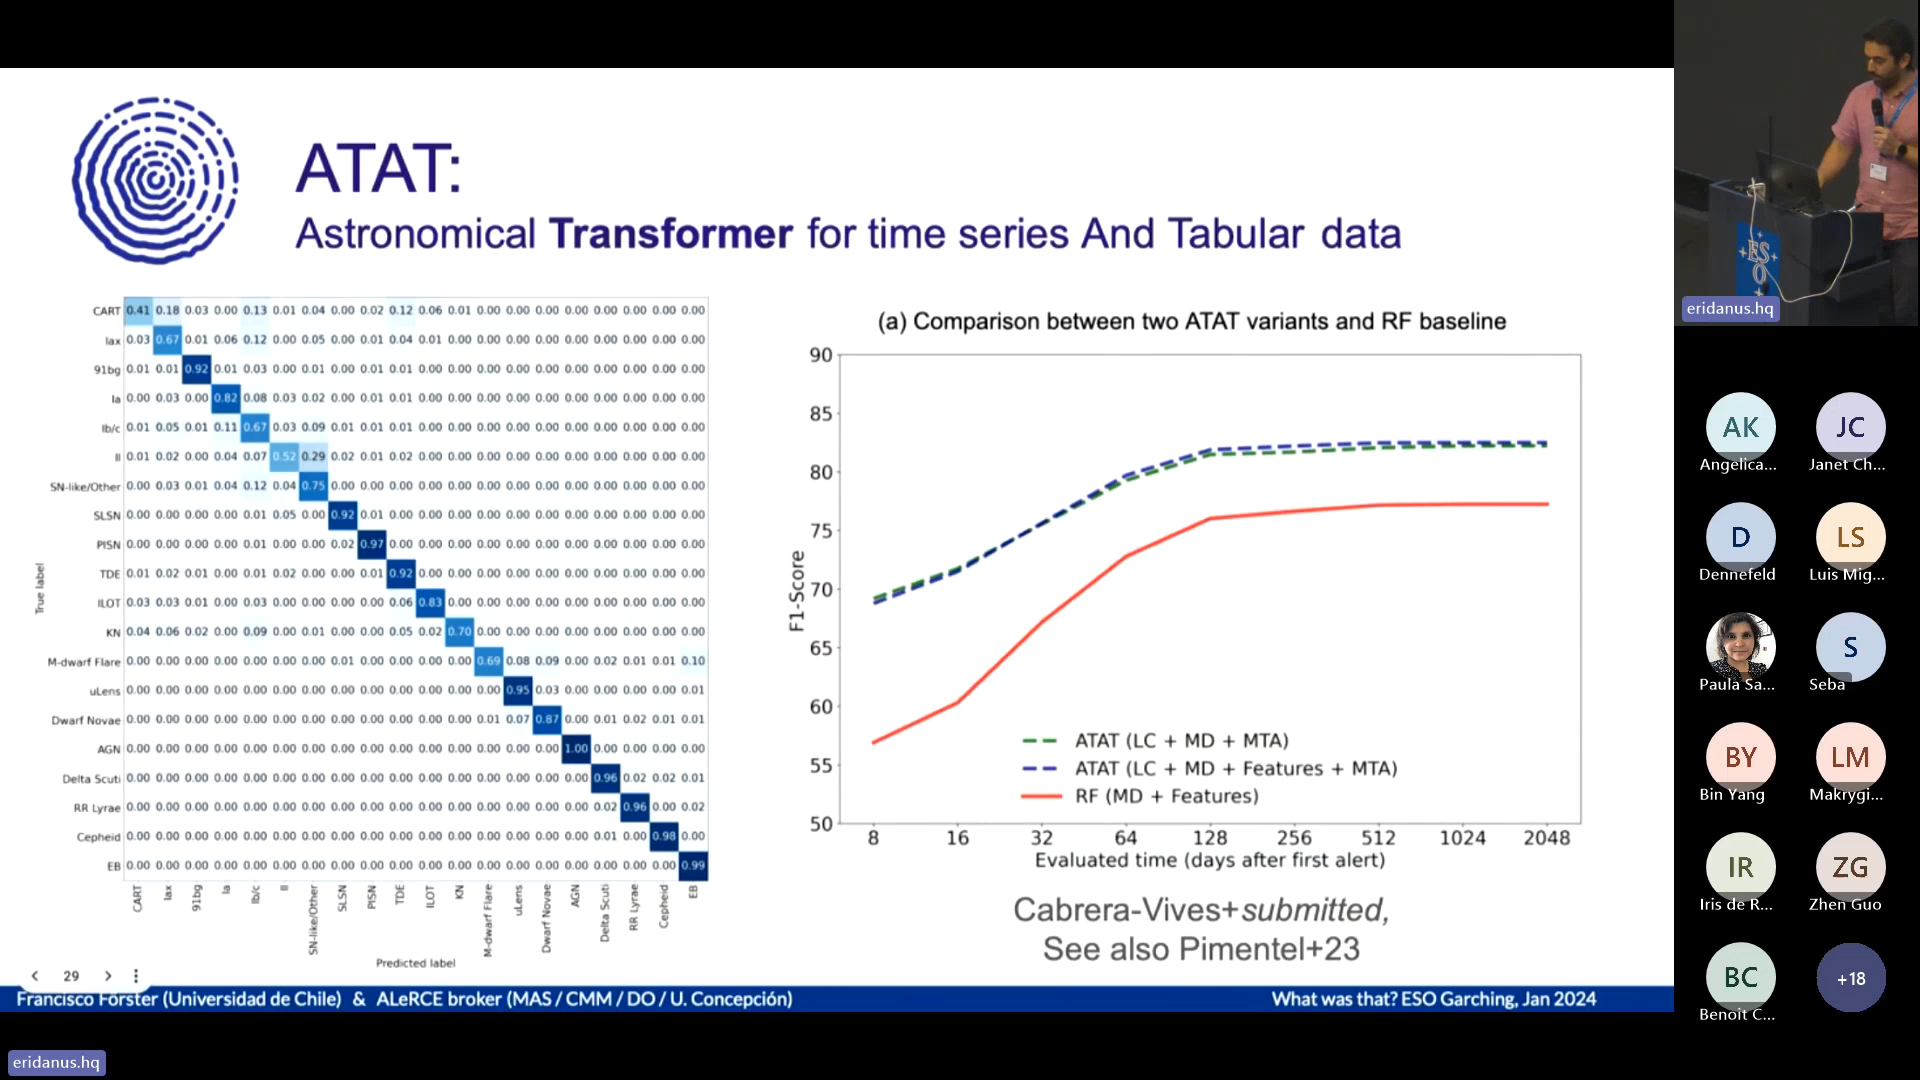 ATAT:
Astronomical Transformer for time series And Tabular data
CART 0.41 0.18 0.03 0.00 0.13 0.01 0.04 0.00 0.02 0.12 0.06 0.01 0.00 0.00 0.00 0.00 0.00 0.00 0.00 0.00
Iax 0.03 0.67 0.01 0.06 0.12 0.00 0.05 0.00 0.01 0.04 0.01 0.00 0.00 0.00 0.00 0.00 0.00 0.00 0.00 0.00
91bg 0.01 0.01 0.92 0.01 0.03 0.00 0.01 0.00 0.01 0.01 0.00 0.00 0.00 0.00 0.00 0.00 0.00 0.00 0.00 0.00
Ia 0.00 0.03 0.00 0.82 0.08 0.03 0.02 0.00 0.01 0.01 0.00 0.00 0.00 0.00 0.00 0.00 0.00 0.00 0.00 0.00
Ib/c 0.01 0.05 0.01 0.11 0.67 0.03 0.09 0.01 0.01 0.01 0.00 0.00 0.00 0.00 0.00 0.00 0.00 0.00 0.00 0.00
II 0.01 0.02 0.00 0.04 0.07 0.52 0.29 0.02 0.01 0.02 0.00 0.00 0.00 0.00 0.00 0.00 0.00 0.00 0.00 0.00
SN-like/Other 0.00 0.03 0.01 0.04 0.12 0.04 0.75 0.00 0.00 0.00 0.00 0.00 0.00 0.00 0.00 0.00 0.00 0.00 0.00 0.00
SLSN 0.00 0.00 0.00 0.00 0.01 0.05 0.00 0.92 0.01 0.00 0.00 0.00 0.00 0.00 0.00 0.00 0.00 0.00 0.00 0.00
PISN 0.00 0.00 0.00 0.00 0.01 0.00 0.00 0.02 0.97 0.00 0.00 0.00 0.00 0.00 0.00 0.00 0.00 0.00 0.00 0.00
TDE 0.01 0.02 0.01 0.00 0.01 0.02 0.00 0.00 0.01 0.92 0.00 0.00 0.00 0.00 0.00 0.00 0.00 0.00 0.00 0.00
ILOT 0.03 0.03 0.01 0.00 0.03 0.00 0.00 0.00 0.00 0.06 0.83 0.00 0.00 0.00 0.00 0.00 0.00 0.00 0.00 0.00
KN 0.04 0.06 0.02 0.00 0.09 0.00 0.01 0.00 0.00 0.05 0.02 0.70 0.00 0.00 0.00 0.00 0.00 0.00 0.00 0.00
M-dwarf Flare 0.00 0.00 0.00 0.00 0.00 0.00 0.00 0.01 0.00 0.00 0.00 0.00 0.69 0.08 0.09 0.00 0.02 0.01 0.01 0.10
uLens 0.00 0.00 0.00 0.00 0.00 0.00 0.00 0.00 0.00 0.00 0.00 0.00 0.00 0.95 0.03 0.00 0.00 0.00 0.00 0.01
Dwarf Novae 0.00 0.00 0.00 0.00 0.00 0.00 0.00 0.00 0.00 0.00 0.00 0.00 0.01 0.07 0.87 0.00 0.01 0.02 0.01 0.01
AGN 0.00 0.00 0.00 0.00 0.00 0.00 0.00 0.00 0.00 0.00 0.00 0.00 0.00 0.00 0.00 1.00 0.00 0.00 0.00 0.00
Delta Scuti 0.00 0.00 0.00 0.00 0.00 0.00 0.00 0.00 0.00 0.00 0.00 0.00 0.00 0.00 0.00 0.00 0.96 0.02 0.02 0.01
RR Lyrae 0.00 0.00 0.00 0.00 0.00 0.00 0.00 0.00 0.00 0.00 0.00 0.00 0.00 0.00 0.00 0.00 0.02 0.96 0.00 0.02
Cepheid 0.00 0.00 0.00 0.00 0.00 0.00 0.00 0.00 0.00 0.00 0.00 0.00 0.00 0.00 0.00 0.00 0.01 0.00 0.98 0.00
EB 0.00 0.00 0.00 0.00 0.00 0.00 0.00 0.00 0.00 0.00 0.00 0.00 0.00 0.00 0.00 0.00 0.00 0.00 0.00 0.99
True label
CART Iax 91bg Ia Ib/c II SN-like/Other SLSN PISN TDE ILOT KN M-dwarf Flare uLens Dwarf Novae AGN Delta Scuti RR Lyrae Cepheid EB
Predicted label
(a) Comparison between two ATAT variants and RF baseline
90
85
80
75
70
65
60
55
50
F1-Score
ATAT (LC + MD + MTA)
ATAT (LC + MD + Features + MTA)
RF (MD + Features)
8 16 32 64 128 256 512 1024 2048
Evaluated time (days after first alert)
Cabrera-Vives+submitted,
See also Pimentel+23
29
Francisco Förster (Universidad de Chile) & ALeRCE broker (MAS / CMM / DO / U. Concepción)
What was that? ESO Garching, Jan 2024
eridanus.hq
ESO
eridanus.hq
AK
Angelica...
JC
Janet Ch...
D
Dennefeld
LS
Luis Mig...
Paula Sa...
S
Seba
BY
Bin Yang
LM
Makrygi...
IR
Iris de R...
ZG
Zhen Guo
BC
Benoit C...
+18